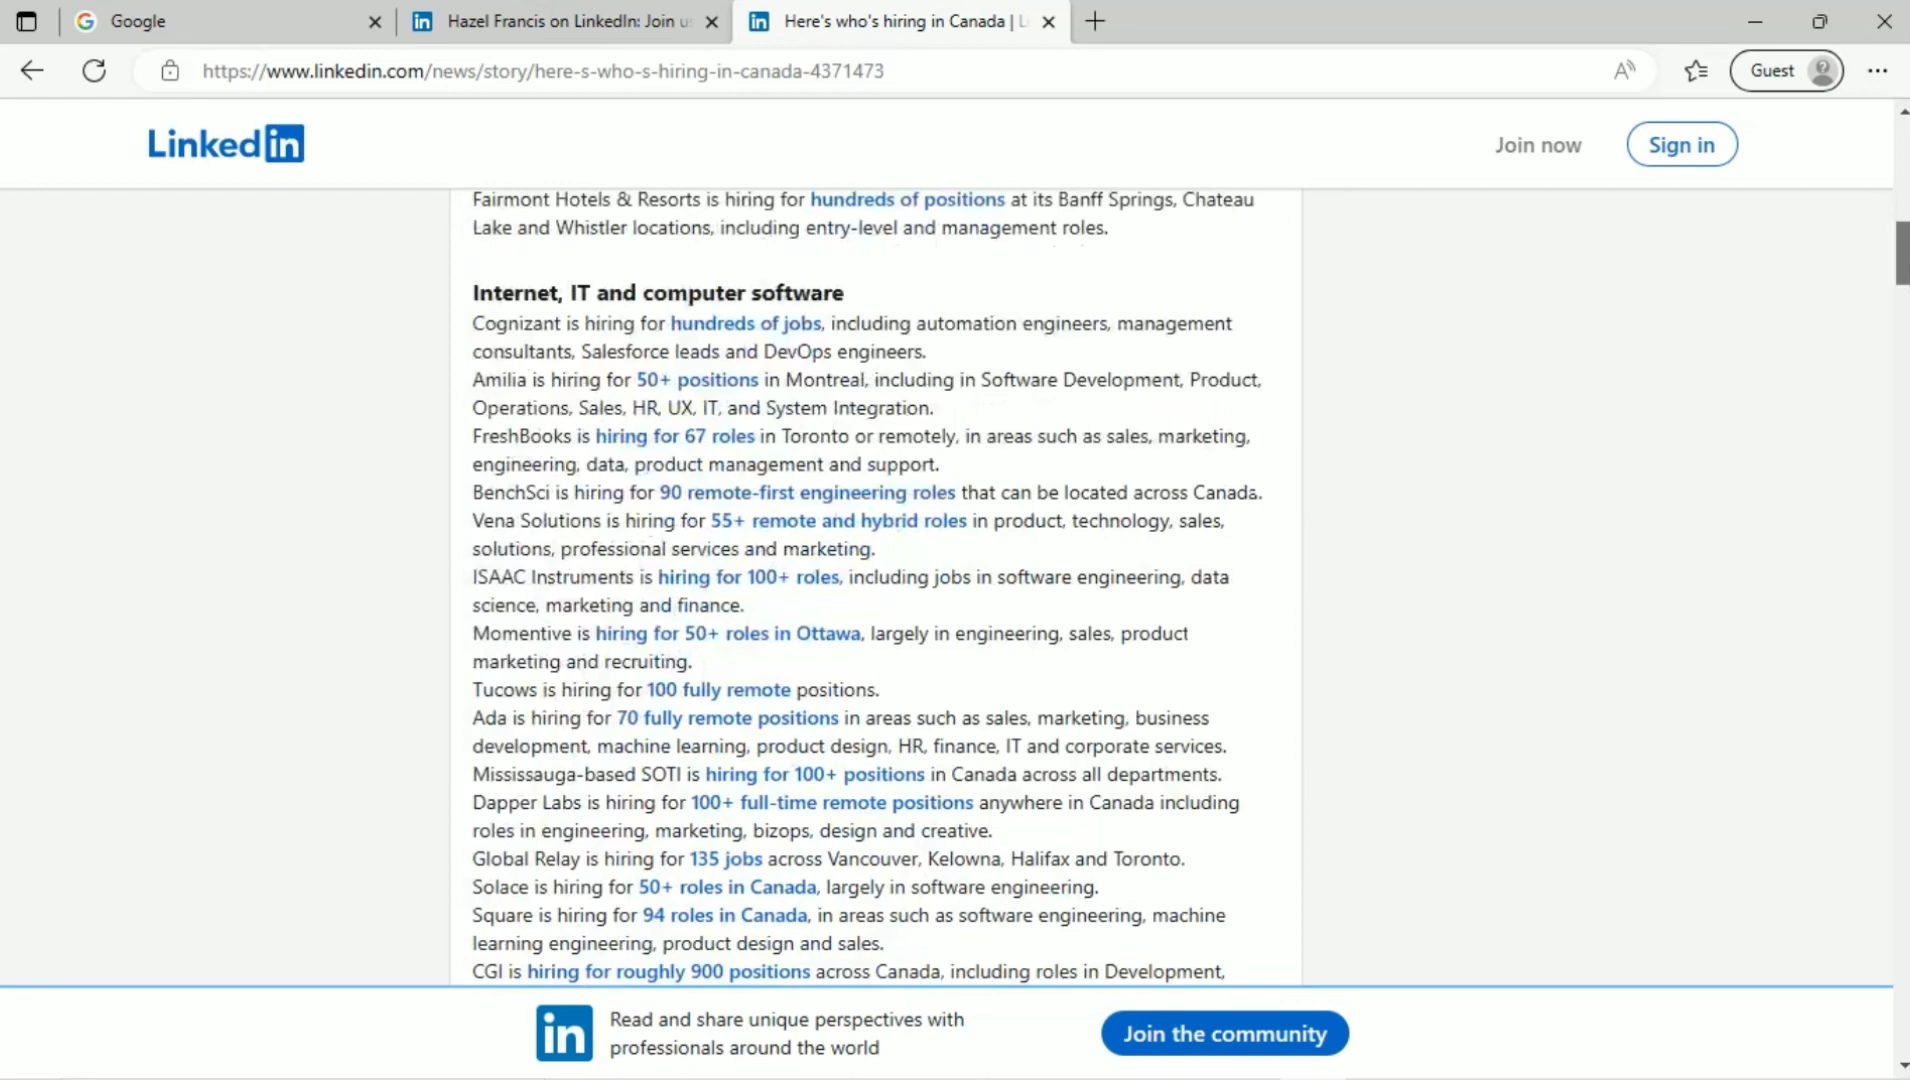 Google
Hazel Francis on LinkedIn: Join u
Here's who's hiring in Canada | L
https://www.linkedin.com/news/story/here-s-who-s-hiring-in-canada-4371473
A
Guest
Linked in
Join now
Sign in
Fairmont Hotels & Resorts is hiring for hundreds of positions at its Banff Springs, Chateau
Lake and Whistler locations, including entry-level and management roles.
Internet, IT and computer software
Cognizant is hiring for hundreds of jobs, including automation engineers, management
consultants, Salesforce leads and DevOps engineers.
Amilia is hiring for 50+ positions in Montreal, including in Software Development, Product,
Operations, Sales, HR, UX, IT, and System Integration.
FreshBooks is hiring for 67 roles in Toronto or remotely, in areas such as sales, marketing,
engineering, data, product management and support.
BenchSci is hiring for 90 remote-first engineering roles that can be located across Canada.
Vena Solutions is hiring for 55+ remote and hybrid roles in product, technology, sales,
solutions, professional services and marketing.
ISAAC Instruments is hiring for 100+ roles, including jobs in software engineering, data
science, marketing and finance.
Momentive is hiring for 50+ roles in Ottawa, largely in engineering, sales, product
marketing and recruiting.
Tucows is hiring for 100 fully remote positions.
Ada is hiring for 70 fully remote positions in areas such as sales, marketing, business
development, machine learning, product design, HR, finance, IT and corporate services.
Mississauga-based SOTI is hiring for 100+ positions in Canada across all departments.
Dapper Labs is hiring for 100+ full-time remote positions anywhere in Canada including
roles in engineering, marketing, bizops, design and creative.
Global Relay is hiring for 135 jobs across Vancouver, Kelowna, Halifax and Toronto.
Solace is hiring for 50+ roles in Canada, largely in software engineering.
Square is hiring for 94 roles in Canada, in areas such as software engineering, machine
learning engineering, product design and sales.
CGI is hiring for roughly 900 positions across Canada, including roles in Development,
in
Read and share unique perspectives with
professionals around the world
Join the community